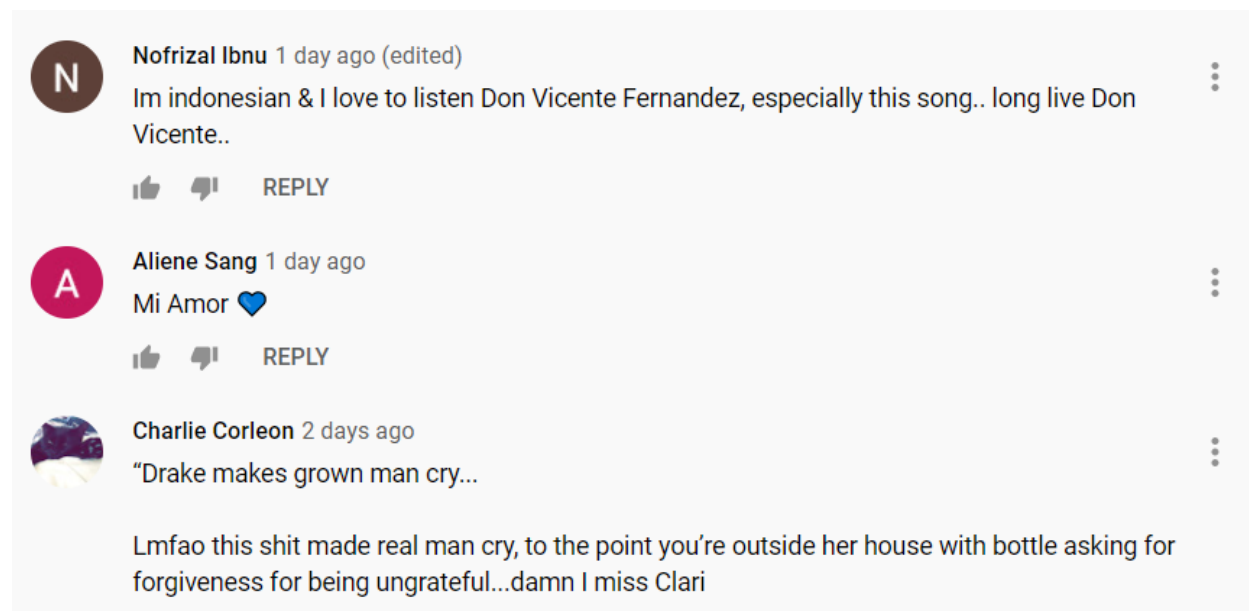 N
Nofrizal Ibnu 1 day ago (edited)
Im indonesian & I love to listen Don Vicente Fernandez, especially this song.. long live Don
Vicente..
REPLY
A
Aliene Sang 1 day ago
Mi Amor 💙
REPLY
Charlie Corleon 2 days ago
“Drake makes grown man cry...
Lmfao this shit made real man cry, to the point you’re outside her house with bottle asking for
forgiveness for being ungrateful...damn I miss Clari